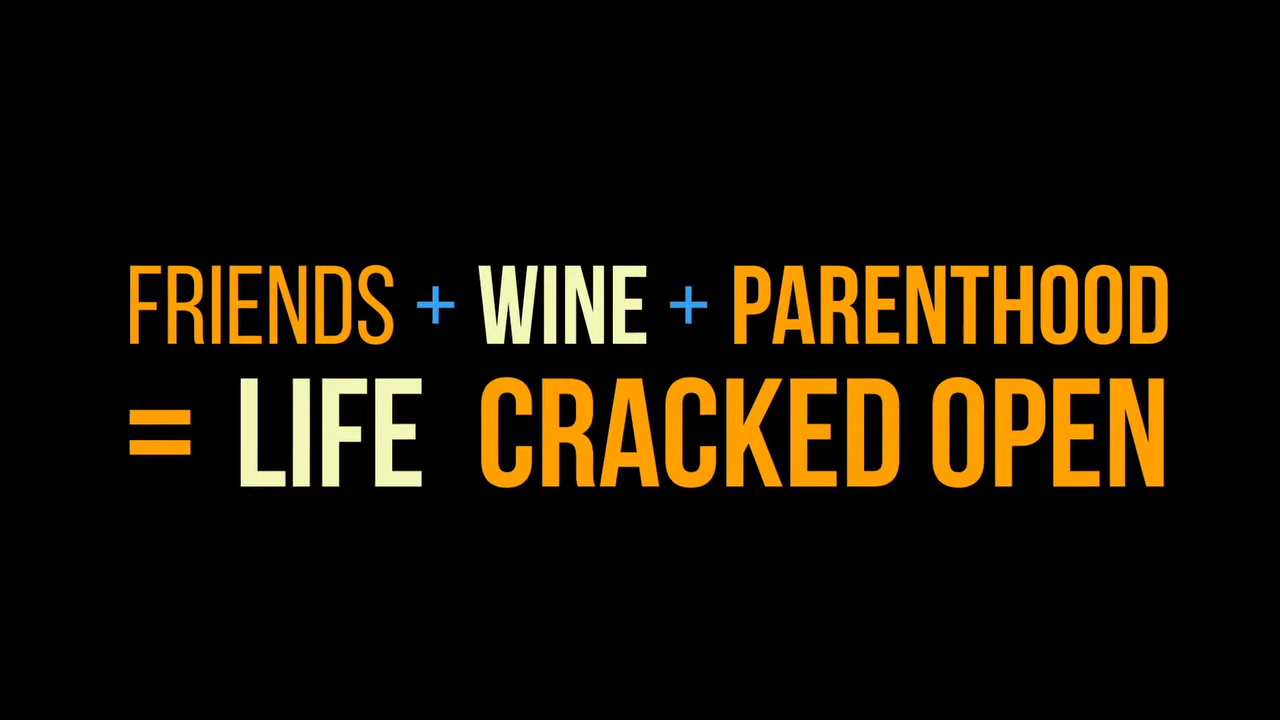 FRIENDS + WINE + PARENTHOOD
= LIFE CRACKED OPEN